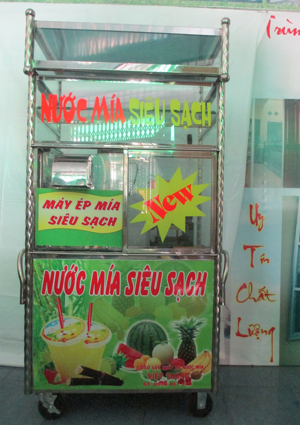 NƯỚC MÍA SIÊU SẠCH
MÁY ÉP MÍA
SIÊU SẠCH
New
NƯỚC MÍA SIÊU SẠCH
Uy
Tín
Chất
Lượng